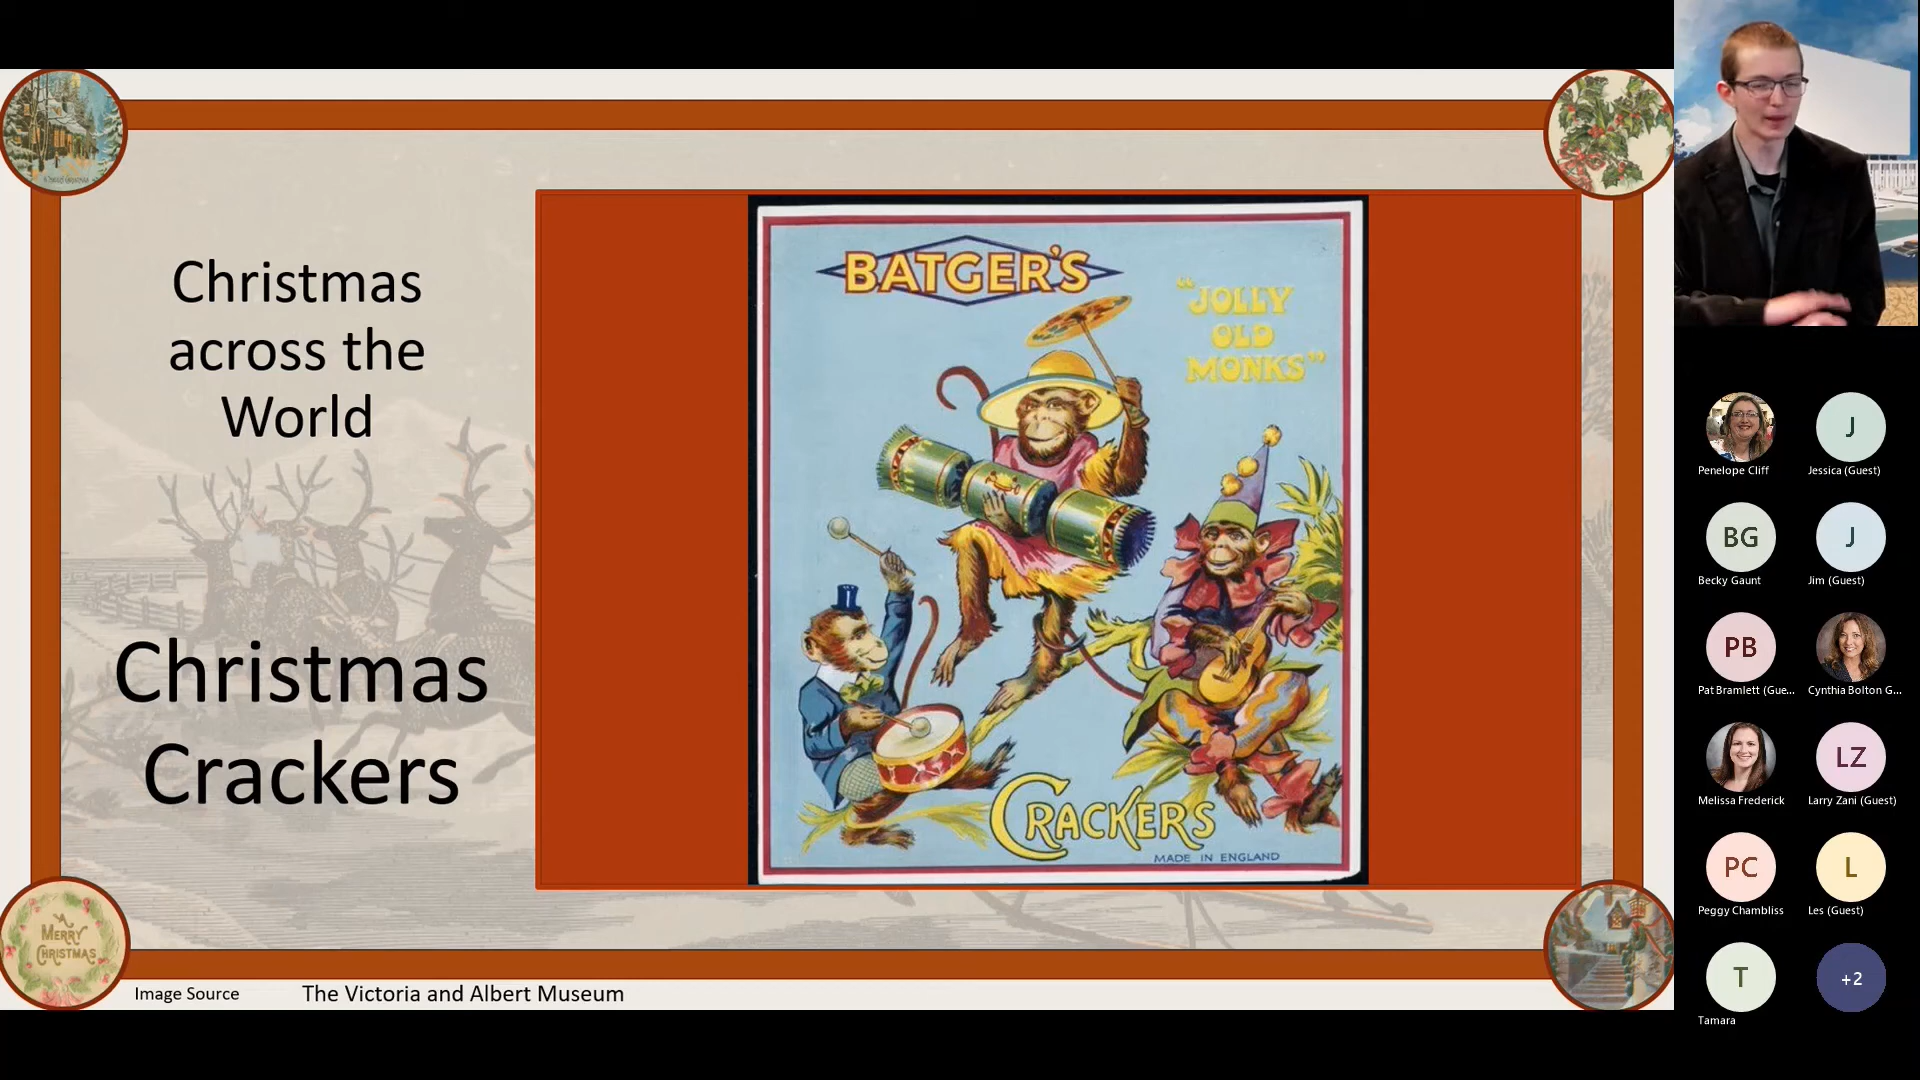 Christmas
across the
World
Christmas
Crackers
BATGER'S
"JOLLY
OLD
MONKS"
CRACKERS
MADE IN ENGLAND
A
MERRY
CHRISTMAS
Image Source
The Victoria and Albert Museum
Penelope Cliff
J
Jessica (Guest)
BG
Becky Gaunt
J
Jim (Guest)
PB
Pat Bramlett (Gue...
Cynthia Bolton G...
Melissa Frederick
LZ
Larry Zani (Guest)
PC
Peggy Chambliss
L
Les (Guest)
T
Tamara
+2